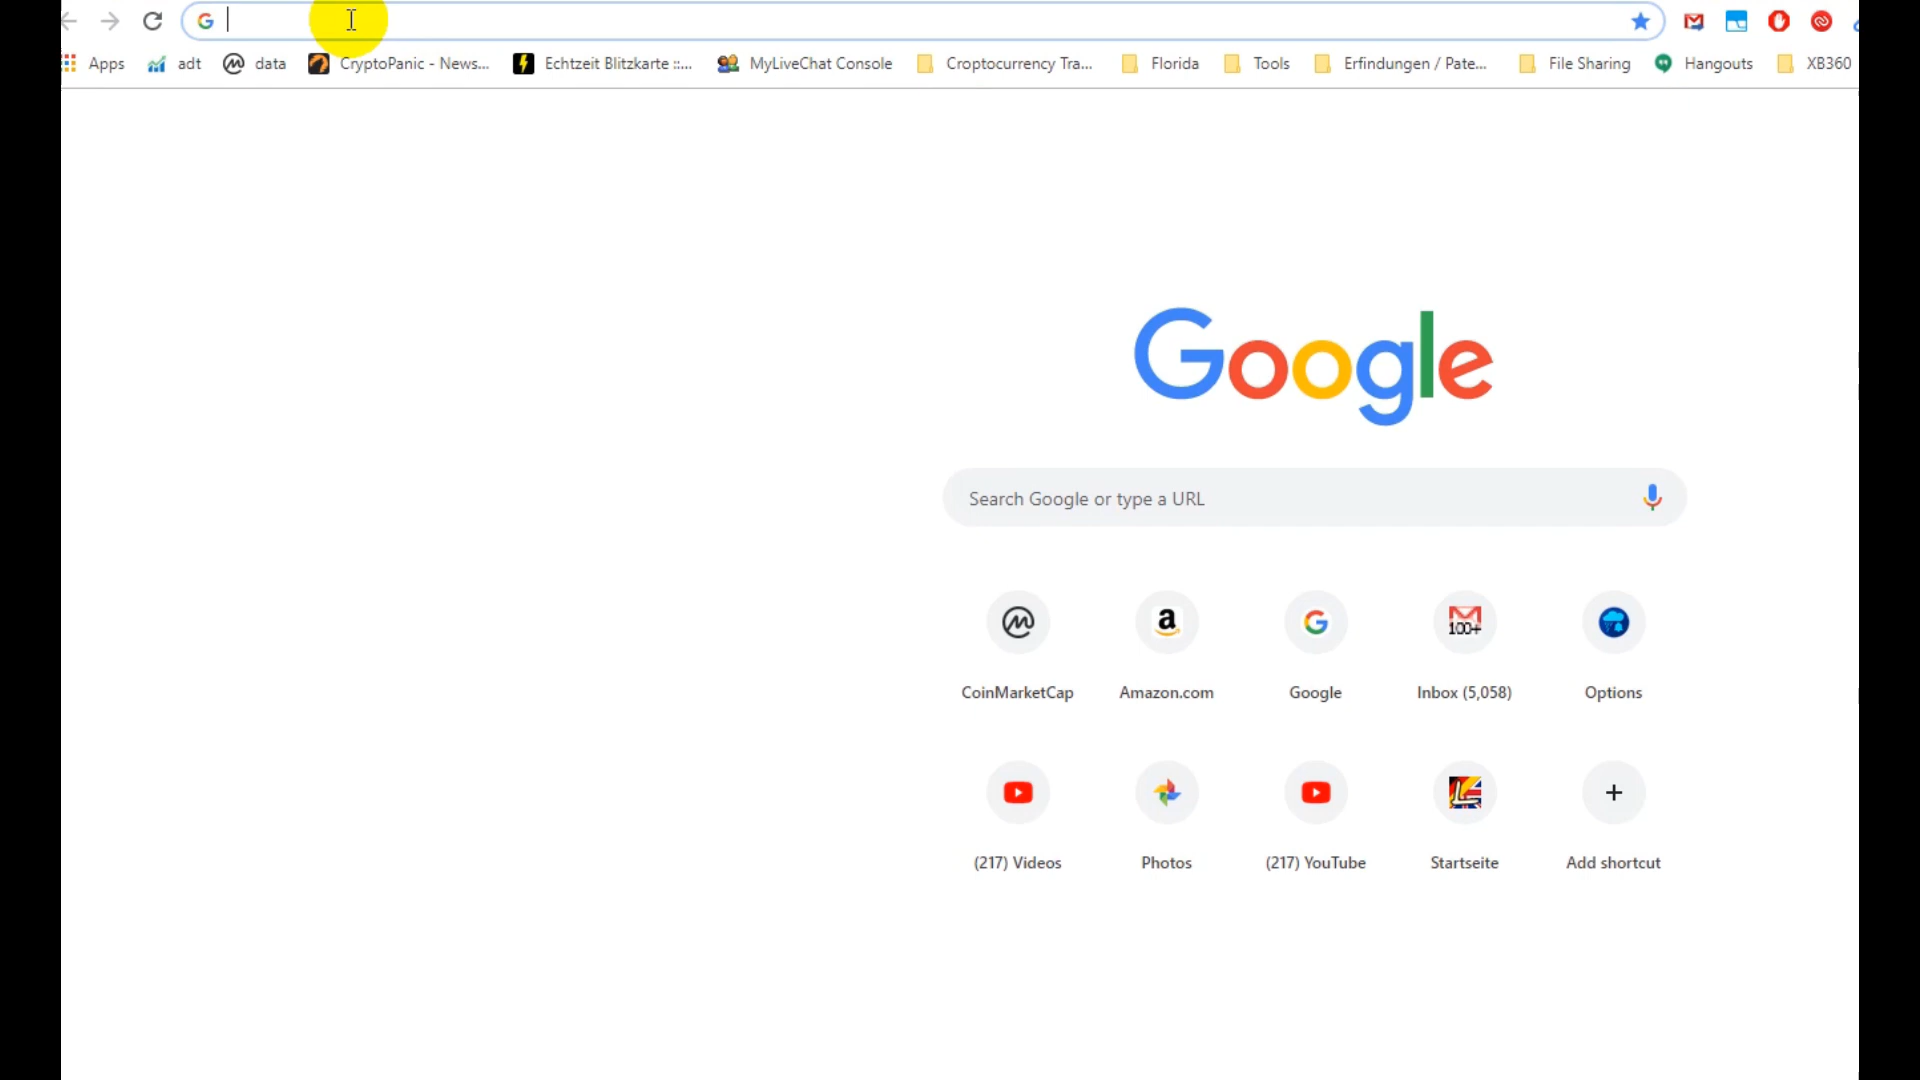 Apps adt data CryptoPanic - News... Echtzeit Blitzkarte ::... MyLiveChat Console Croptocurrency Tra... Florida Tools Erfindungen / Pate... File Sharing Hangouts XB360
Google
Search Google or type a URL
100+
CoinMarketCap Amazon.com Google Inbox (5,058) Options
(217) Videos Photos (217) YouTube Startseite Add shortcut